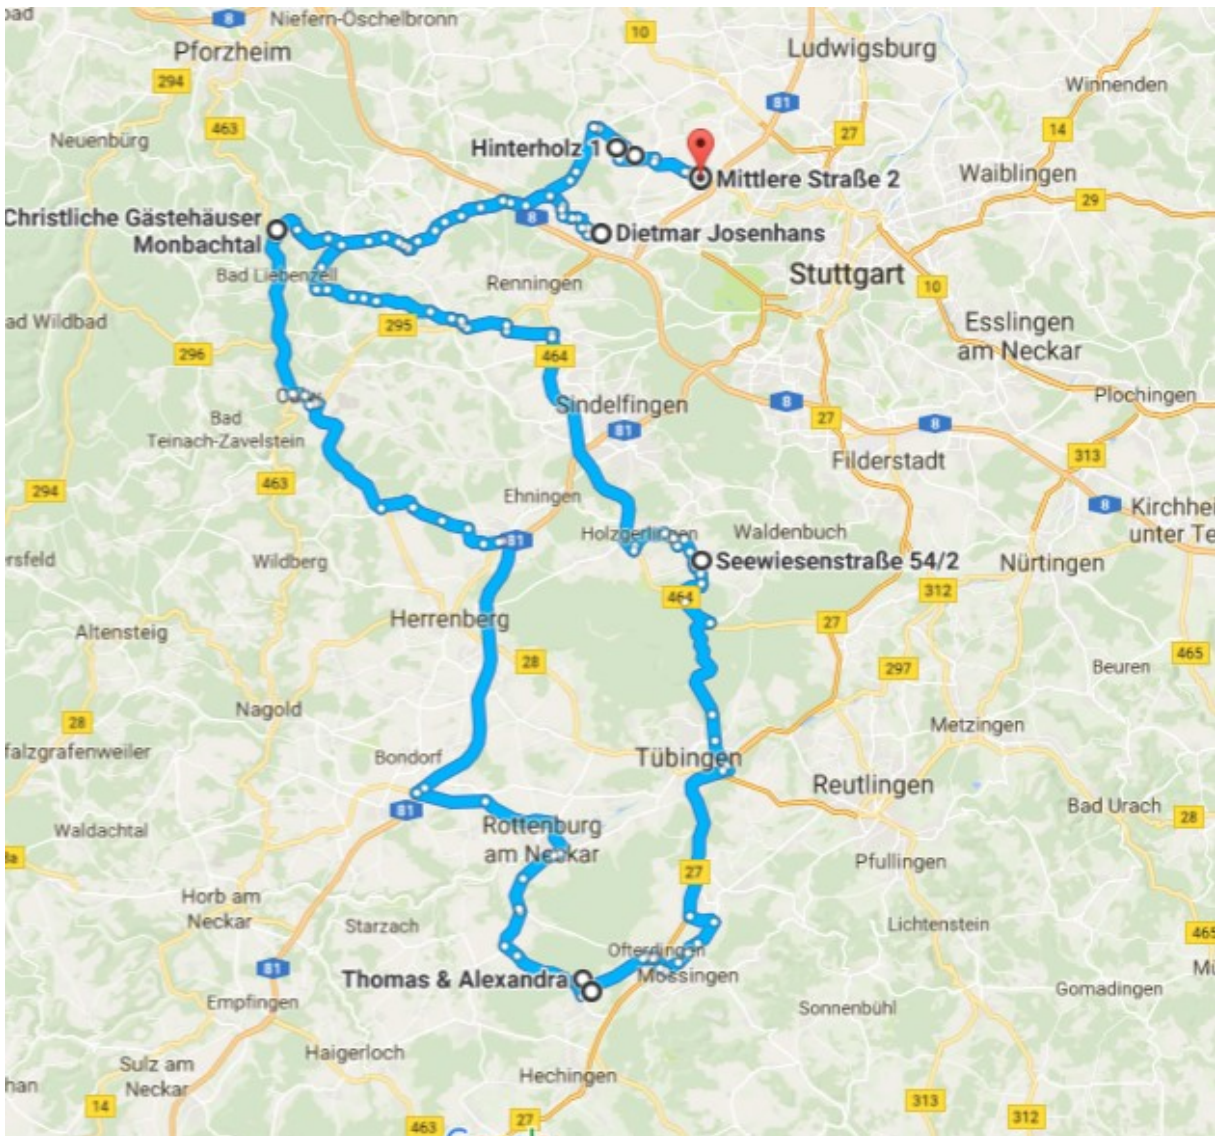 8
Niefern-Öschelbronn
Pforzheim
10
Ludwigsburg
294
81
Winnenden
463
Neuenbürg
27
14
Hinterholz 1
Mittlere Straße 2
Waiblingen
29
Christliche Gästehäuser
Monbachtal
8
Dietmar Josenhans
Bad Liebenzell
Renningen
Stuttgart
10
ad Wildbad
295
Esslingen
am Neckar
296
464
Sindelfingen
8
27
8
Plochingen
Bad
Teinach-Zavelstein
81
Filderstadt
313
463
294
Ehningen
8
Kirchhei
unter Te
Holzgerlingen
Waldenbuch
81
ersfeld
Wildberg
Seewiesenstraße 54/2
Nürtingen
312
464
Herrenberg
27
Altensteig
28
297
465
Beuren
Nagold
28
Metzingen
falzgrafenweiler
Bondorf
Tübingen
Reutlingen
81
Bad Urach
28
Waldachtal
Rottenburg
am Neckar
Pfullingen
27
Horb am
Neckar
Starzach
Lichtenstein
465
Ofterdingen
81
Thomas & Alexandra
Mössingen
Mü
Empfingen
Sonnenbühl
Gomadingen
Haigerloch
Sulz am
Neckar
Hechingen
han
14
313
312
27
463